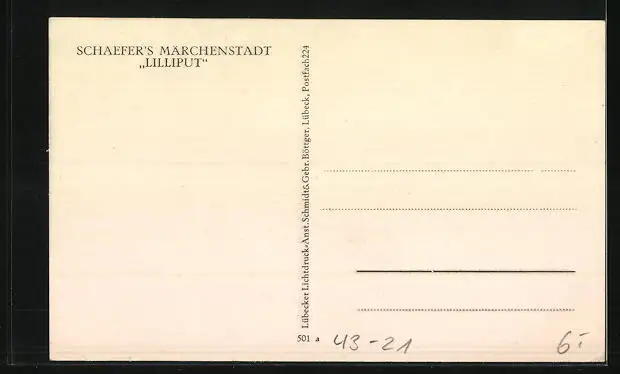 SCHAEFER'S MÄRCHENSTADT
„LILLIPUT“
Lübecker Lichtdruck-Anst. Schmidt & Gebr. Böttger, Lübeck, Postfach 224
501 a
43-21
6.-